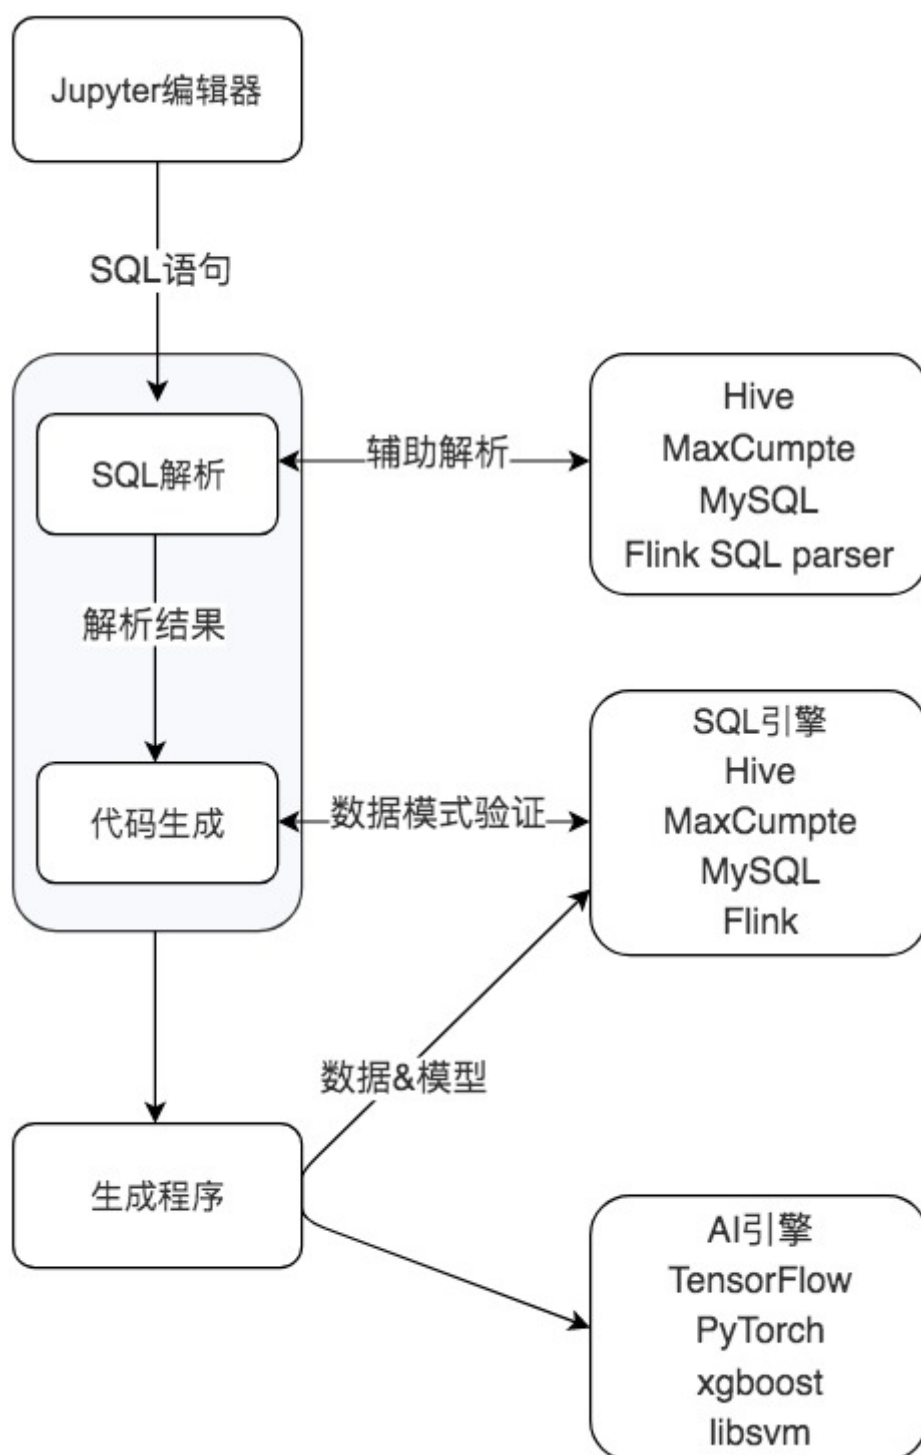 Jupyter编辑器
SQL语句
SQL解析
辅助解析
Hive
MaxCumpte
MySQL
Flink SQL parser
解析结果
代码生成
数据模式验证
SQL引擎
Hive
MaxCumpte
MySQL
Flink
数据&模型
生成程序
AI引擎
TensorFlow
PyTorch
xgboost
libsvm